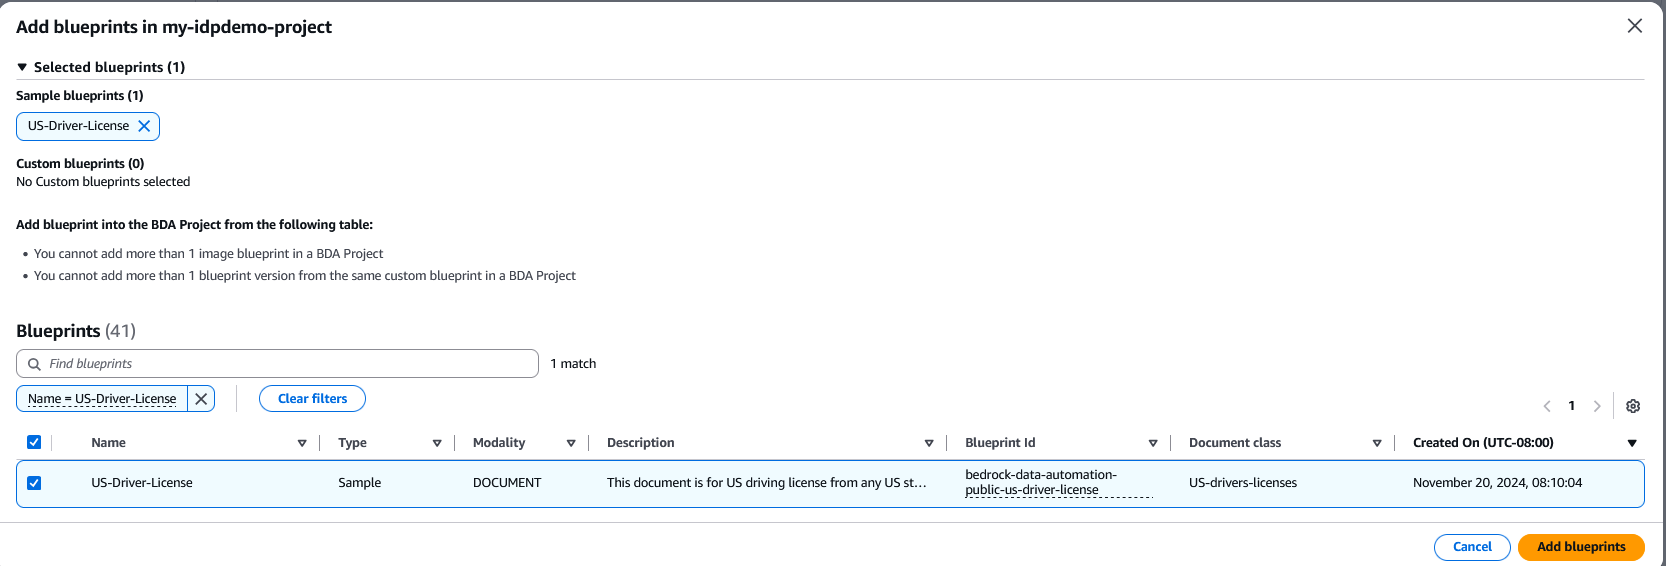 Add blueprints in my-idpdemo-project
Selected blueprints (1)
Sample blueprints (1)
US-Driver-License
Custom blueprints (0)
No Custom blueprints selected
Add blueprint into the BDA Project from the following table:
• You cannot add more than 1 image blueprint in a BDA Project
• You cannot add more than 1 blueprint version from the same custom blueprint in a BDA Project
Blueprints (41)
Find blueprints 1 match
Name = US-Driver-License Clear filters
1
Name Type Modality Description Blueprint Id Document class Created On (UTC-08:00)
US-Driver-License Sample DOCUMENT This document is for US driving license from any US st... bedrock-data-automation-public-us-driver-license US-drivers-licenses November 20, 2024, 08:10:04
Cancel Add blueprints